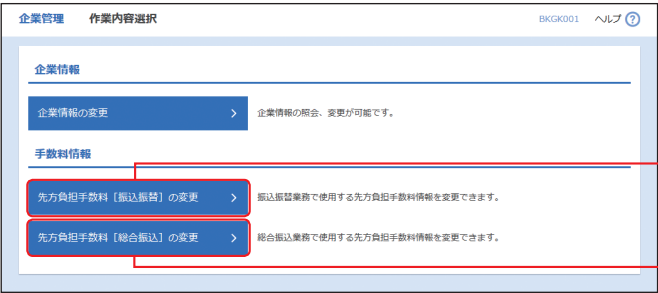 企業管理 作業内容選択 BKGK001 ヘルプ ?
企業情報
企業情報の変更 > 企業情報の照会、変更が可能です。
手数料情報
先方負担手数料［振込振替］の変更 > 振込振替業務で使用する先方負担手数料情報を変更できます。
先方負担手数料［総合振込］の変更 > 総合振込業務で使用する先方負担手数料情報を変更できます。